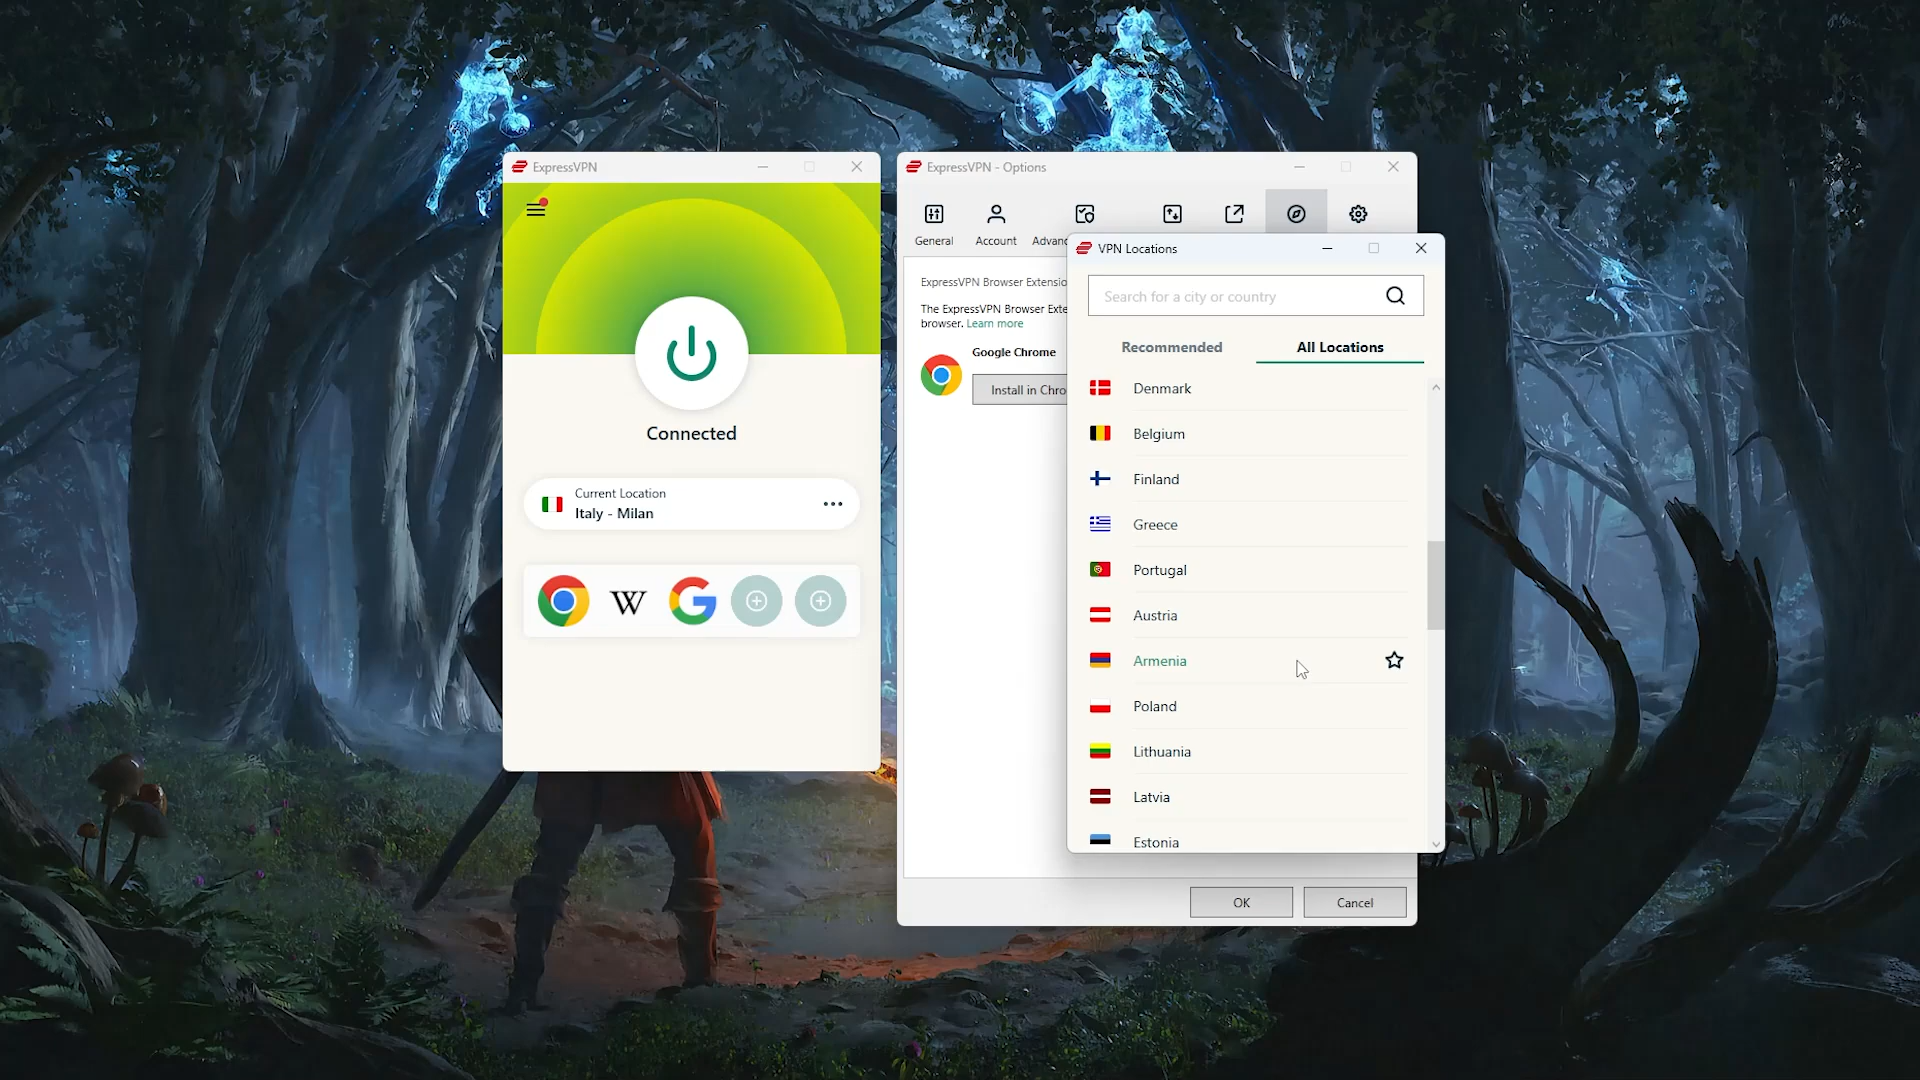 ExpressVPN
Connected
Current Location
Italy - Milan
W
ExpressVPN - Options
General
Account
Advanc
ExpressVPN Browser Extensio
The ExpressVPN Browser Exte
browser. Learn more
Google Chrome
Install in Chro
OK
Cancel
VPN Locations
Search for a city or country
Recommended
All Locations
Denmark
Belgium
Finland
Greece
Portugal
Austria
Armenia
Poland
Lithuania
Latvia
Estonia